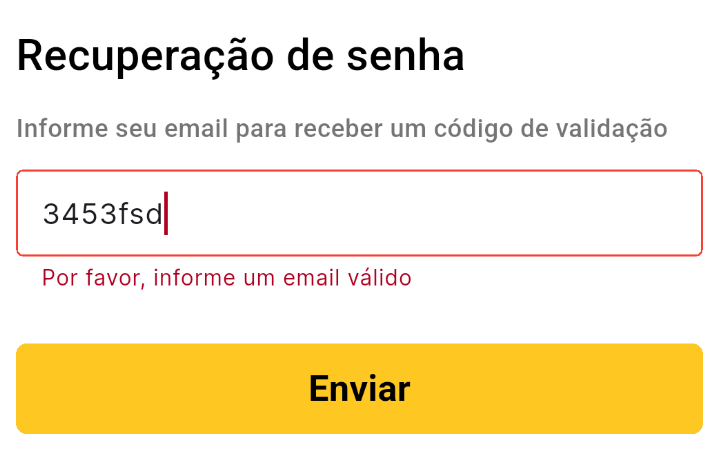 Recuperação de senha
Informe seu email para receber um código de validação
3453fsd
Por favor, informe um email válido
Enviar